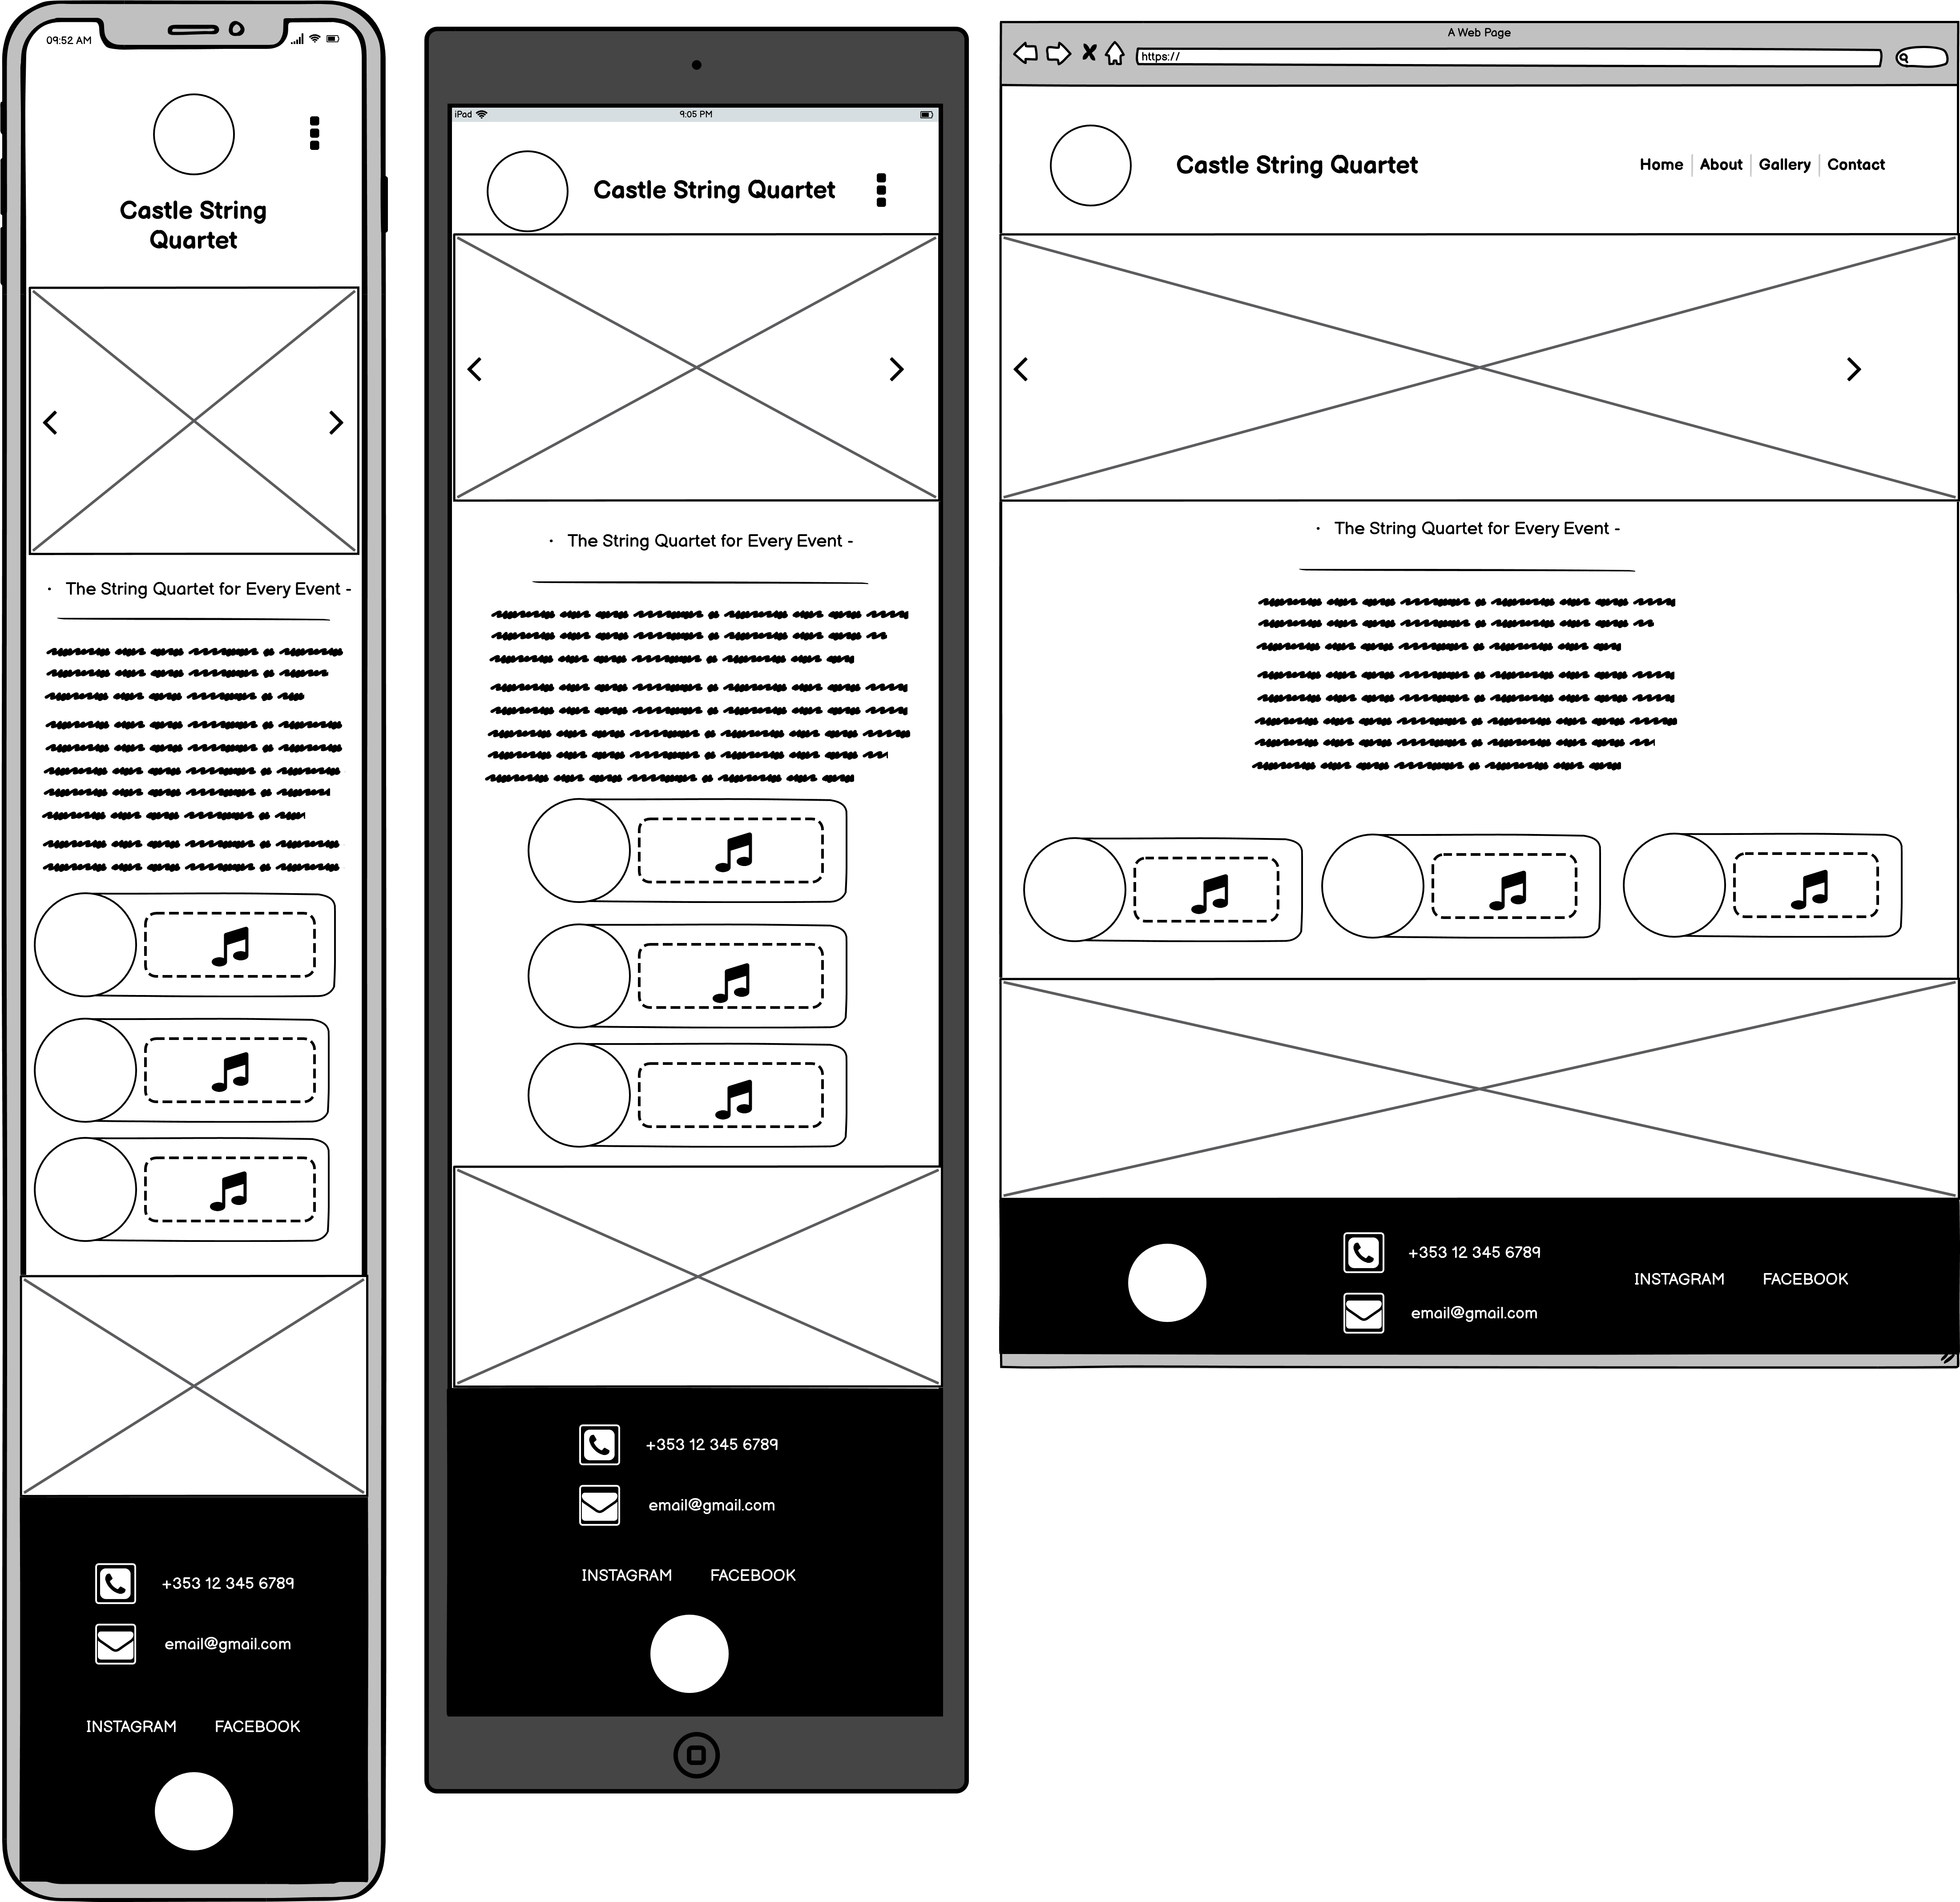 09:52 AM
Castle String
Quartet
· The String Quartet for Every Event -
+353 12 345 6789
email@gmail.com
INSTAGRAM FACEBOOK
iPad 9:05 PM
Castle String Quartet
· The String Quartet for Every Event -
+353 12 345 6789
email@gmail.com
INSTAGRAM FACEBOOK
A Web Page
https://
Castle String Quartet
Home About Gallery Contact
· The String Quartet for Every Event -
+353 12 345 6789
email@gmail.com
INSTAGRAM FACEBOOK